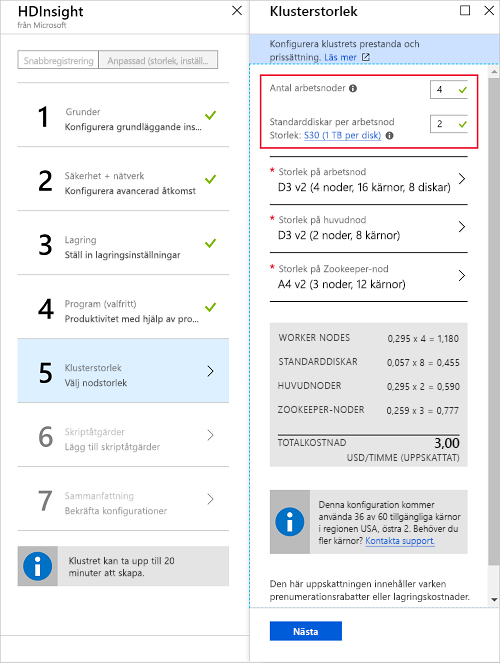 HDInsight
från Microsoft
Snabbregistrering
Anpassad (storlek, inställ...
1
Grunder
Konfigurera grundläggande ins...
2
Säkerhet + nätverk
Konfigurera avancerad åtkomst
3
Lagring
Ställ in lagringsinställningar
4
Program (valfritt)
Produktivitet med hjälp av pro...
5
Klusterstorlek
Välj nodstorlek
6
Skriptåtgärder
Lägg till skriptåtgärder
7
Sammanfattning
Bekräfta konfigurationer
Klustret kan ta upp till 20
minuter att skapa.
Klusterstorlek
Konfigurera klustrets prestanda och
prissättning. Läs mer
Antal arbetsnoder 4
Standarddiskar per arbetsnod
Storlek: S30 (1 TB per disk) 2
* Storlek på arbetsnod
D3 v2 (4 noder, 16 kärnor, 8 diskar)
* Storlek på huvudnod
D3 v2 (2 noder, 8 kärnor)
* Storlek på Zookeeper-nod
A4 v2 (3 noder, 12 kärnor)
WORKER NODES 0,295 x 4 = 1,180
STANDARDDISKAR 0,057 x 8 = 0,455
HUVUDNODER 0,295 x 2 = 0,590
ZOOKEEPER-NODER 0,259 x 3 = 0,777
TOTALKOSTNAD 3,00
USD/TIMME (UPPSKATTAT)
Denna konfiguration kommer
använda 36 av 60 tillgängliga kärnor
i regionen USA, östra 2. Behöver du
fler kärnor? Kontakta support.
Den här uppskattningen innehåller varken
prenumerationsrabatter eller lagringskostnader.
Nästa